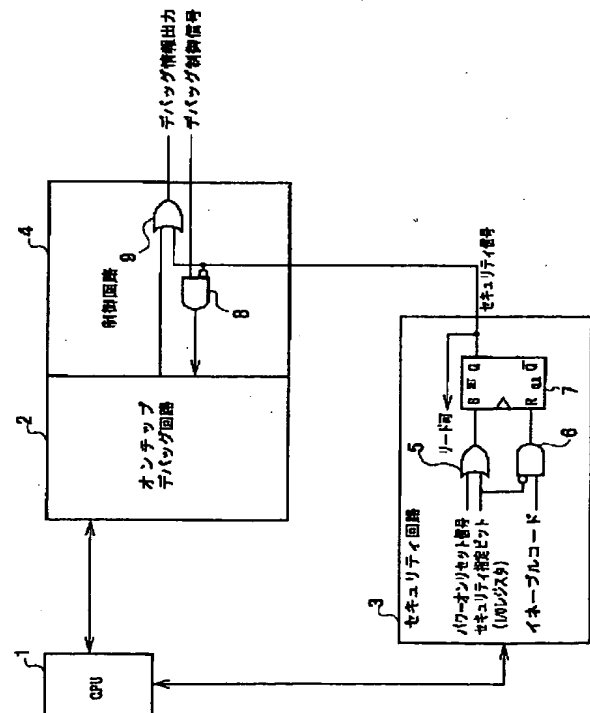 1
CPU
2
オンチップ
デバッグ回路
4
制御回路
9
8
デバッグ情報出力
デバッグ制御信号
3
セキュリティ回路
パワーオンリセット信号
セキュリティ指定ビット
(I/Oレジスタ)
イネーブルコード
5
6
リード可
S
Q
R
Q
7
セキュリティ信号